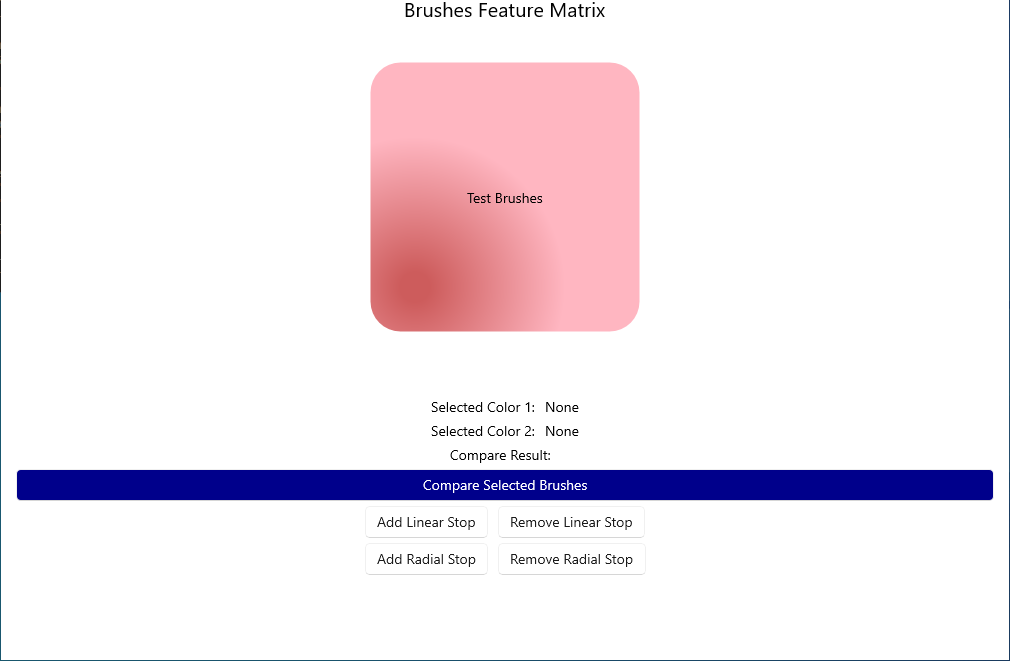 Brushes Feature Matrix
Test Brushes
Selected Color 1: None
Selected Color 2: None
Compare Result:
Compare Selected Brushes
Add Linear Stop Remove Linear Stop
Add Radial Stop Remove Radial Stop